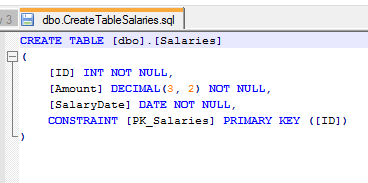 v 3
dbo.CreateTableSalaries.sql
CREATE TABLE [dbo].[Salaries]
(
[ID] INT NOT NULL,
[Amount] DECIMAL(3, 2) NOT NULL,
[SalaryDate] DATE NOT NULL,
CONSTRAINT [PK_Salaries] PRIMARY KEY ([ID])
)